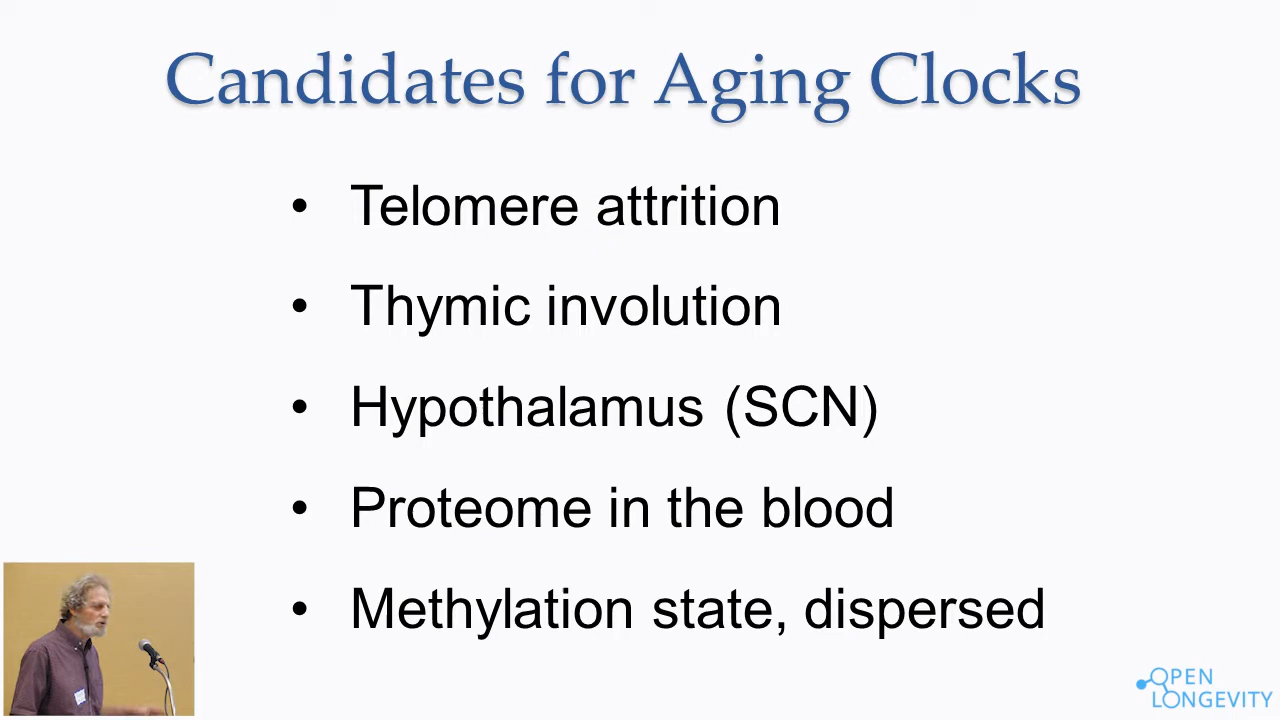 Candidates for Aging Clocks
• Telomere attrition
• Thymic involution
• Hypothalamus (SCN)
• Proteome in the blood
• Methylation state, dispersed
OPEN
LONGEVITY